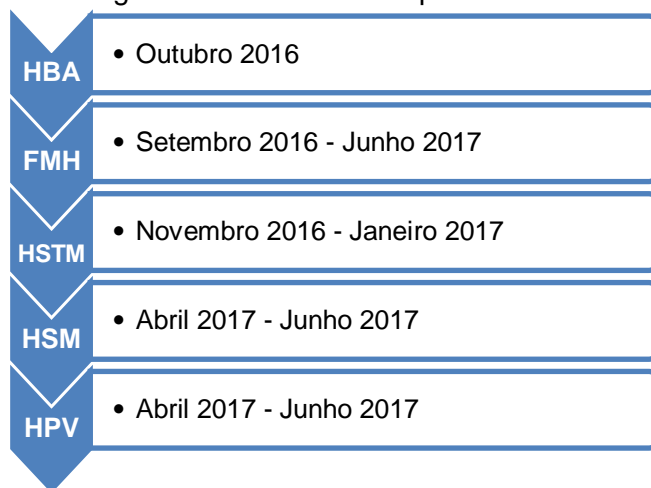 HBA
• Outubro 2016
FMH
• Setembro 2016 - Junho 2017
HSTM
• Novembro 2016 - Janeiro 2017
HSM
• Abril 2017 - Junho 2017
HPV
• Abril 2017 - Junho 2017